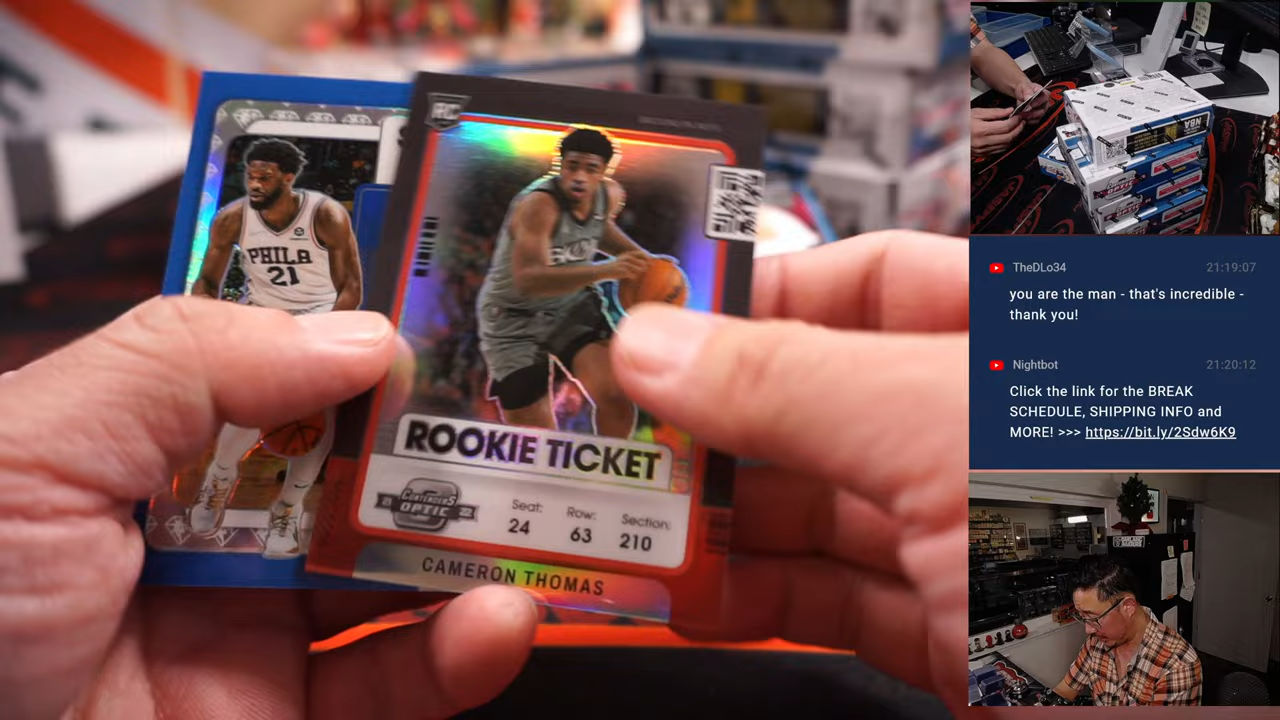 RC
PHILA
21
ROOKIE TICKET
CONTENDERS
OPTIC
Seat: Row: Section:
24 63 210
CAMERON THOMAS
TheDLo34 21:19:07
you are the man - that's incredible -
thank you!
Nightbot 21:20:12
Click the link for the BREAK
SCHEDULE, SHIPPING INFO and
MORE! >>> https://bit.ly/2Sdw6K9